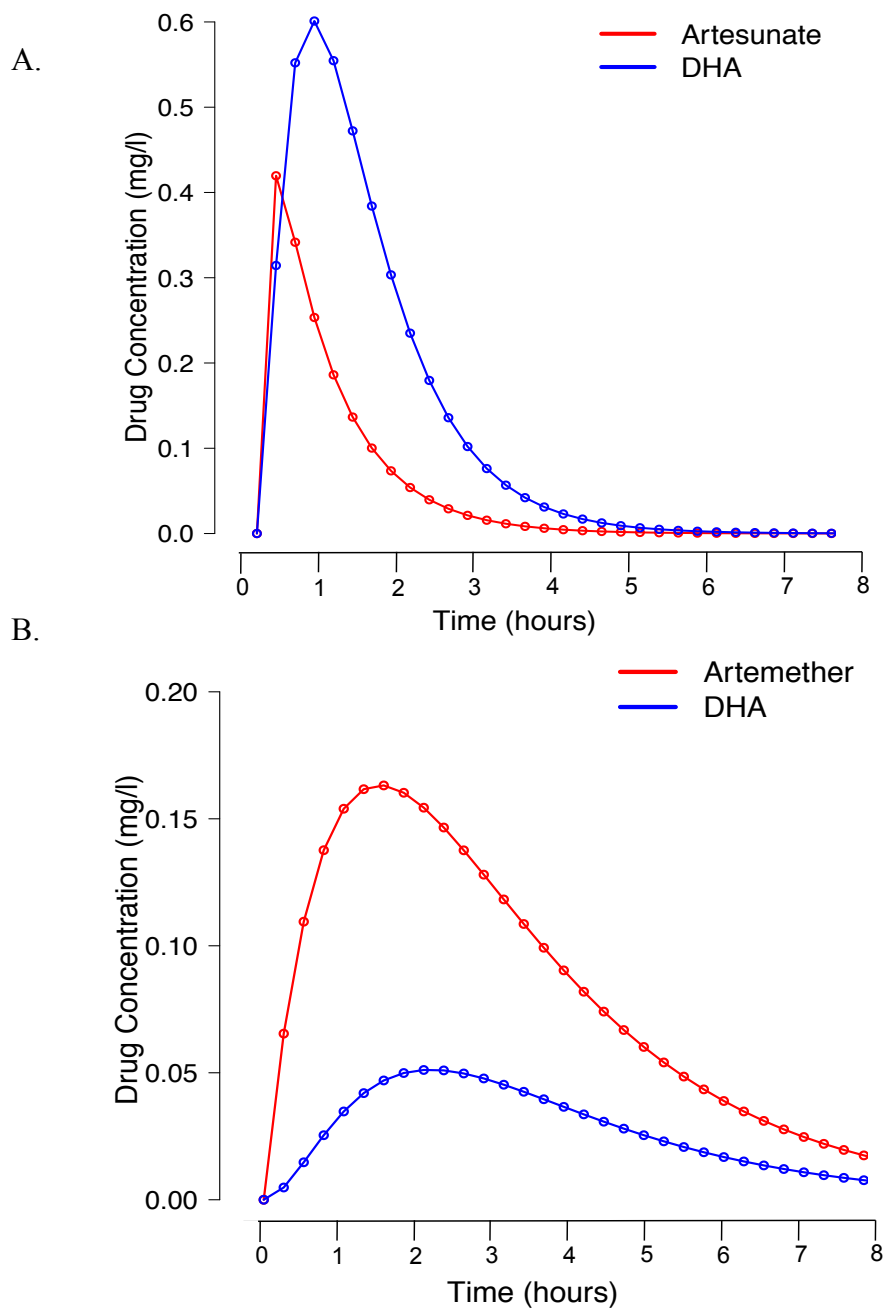 A.
Artesunate
DHA
Drug Concentration (mg/l)
0.6
0.5
0.4
0.3
0.2
0.1
0.0
0 1 2 3 4 5 6 7 8
Time (hours)
B.
Artemether
DHA
Drug Concentration (mg/l)
0.20
0.15
0.10
0.05
0.00
0 1 2 3 4 5 6 7 8
Time (hours)